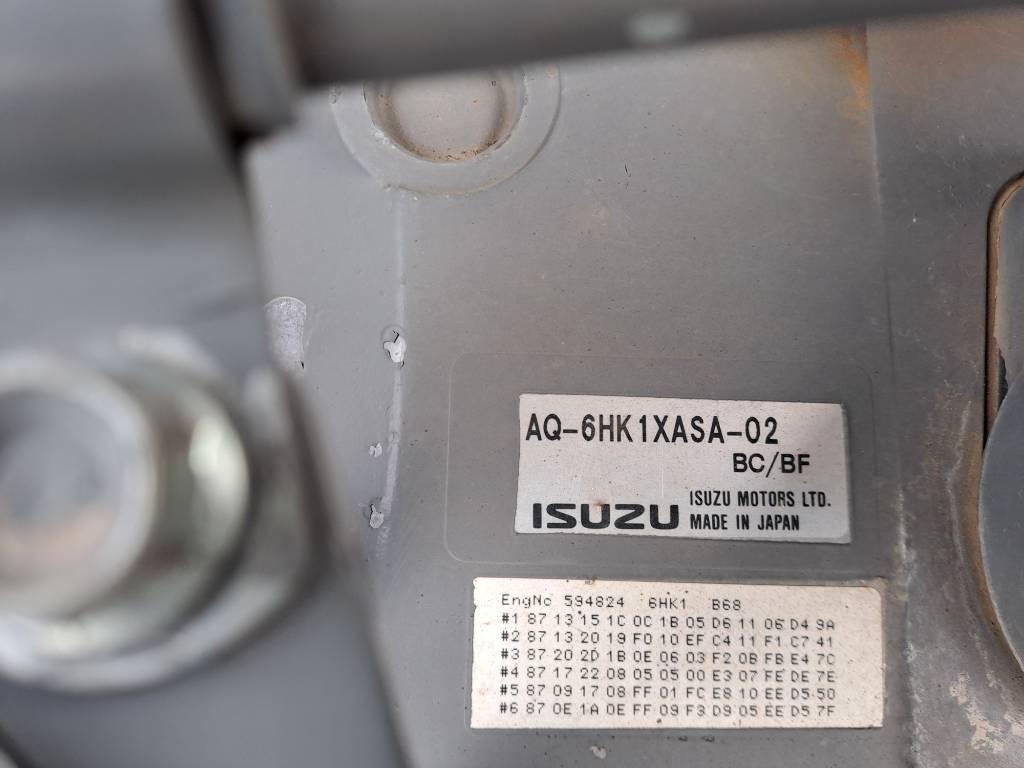 AQ-6HK1XASA-02
BC/BF
ISUZU ISUZU MOTORS LTD.
MADE IN JAPAN
EngNo 594824 6HK1 B68
#1 87 13 15 1C 0C 1B 05 D6 11 06 D4 9A
#2 87 13 20 19 F0 10 EF C4 11 F1 C7 41
#3 87 20 2D 1B 0E 06 03 F2 0B FB E4 7C
#4 87 17 22 08 05 05 00 E3 07 FE DE 7E
#5 87 09 17 08 FF 01 FC E8 10 EE D5 50
#6 87 0E 1A 0E FF 09 F3 D9 05 EE D5 7F